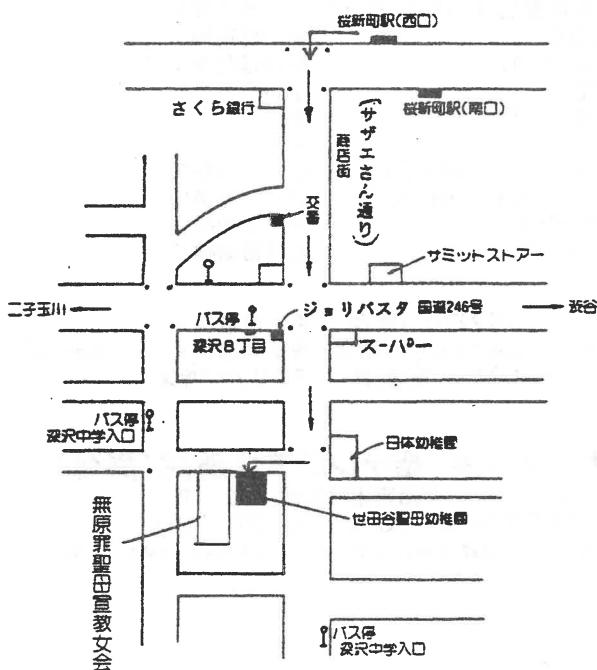 桜新町駅(西口)
さくら銀行
桜新町駅(南口)
商店街
(サザエさん通り)
交番
サミットストアー
二子玉川
バス停
深沢8丁目
ジョリパスタ
国道246号
渋谷
スーパー
バス停
深沢中学入口
日体幼稚園
世田谷聖母幼稚園
無原罪聖母宣教女会
バス停
深沢中学入口